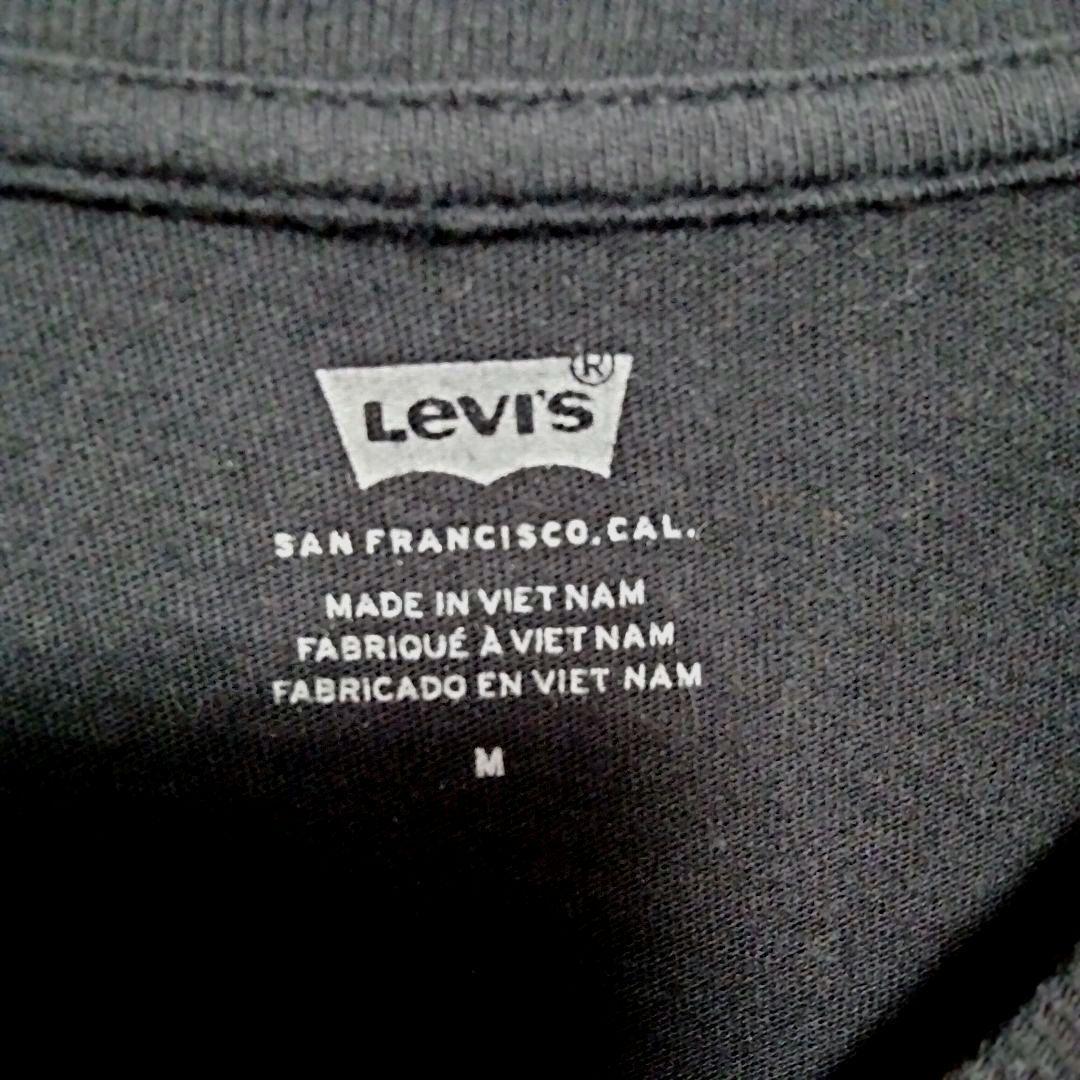 LEVI'S®
SAN FRANCISCO, CAL.
MADE IN VIET NAM
FABRIQUÉ À VIET NAM
FABRICADO EN VIET NAM
M